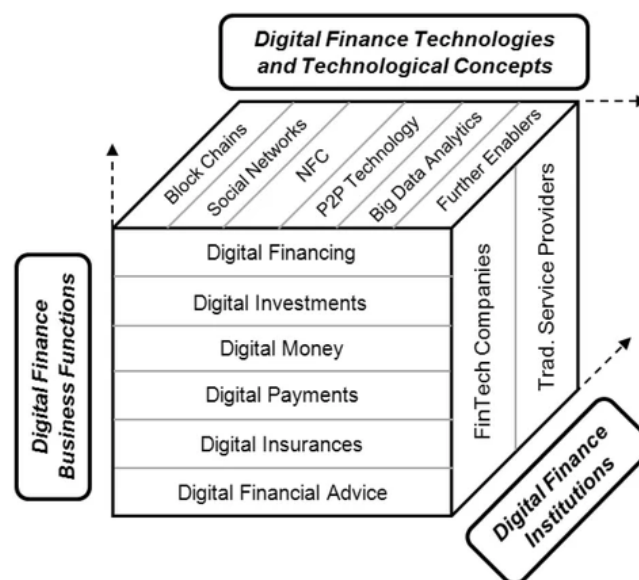 Digital Finance Technologies
and Technological Concepts
Block Chains
Social Networks
NFC
P2P Technology
Big Data Analytics
Further Enablers
Digital Finance
Business Functions
Digital Financing
Digital Investments
Digital Money
Digital Payments
Digital Insurances
Digital Financial Advice
FinTech Companies
Trad. Service Providers
Digital Finance
Institutions